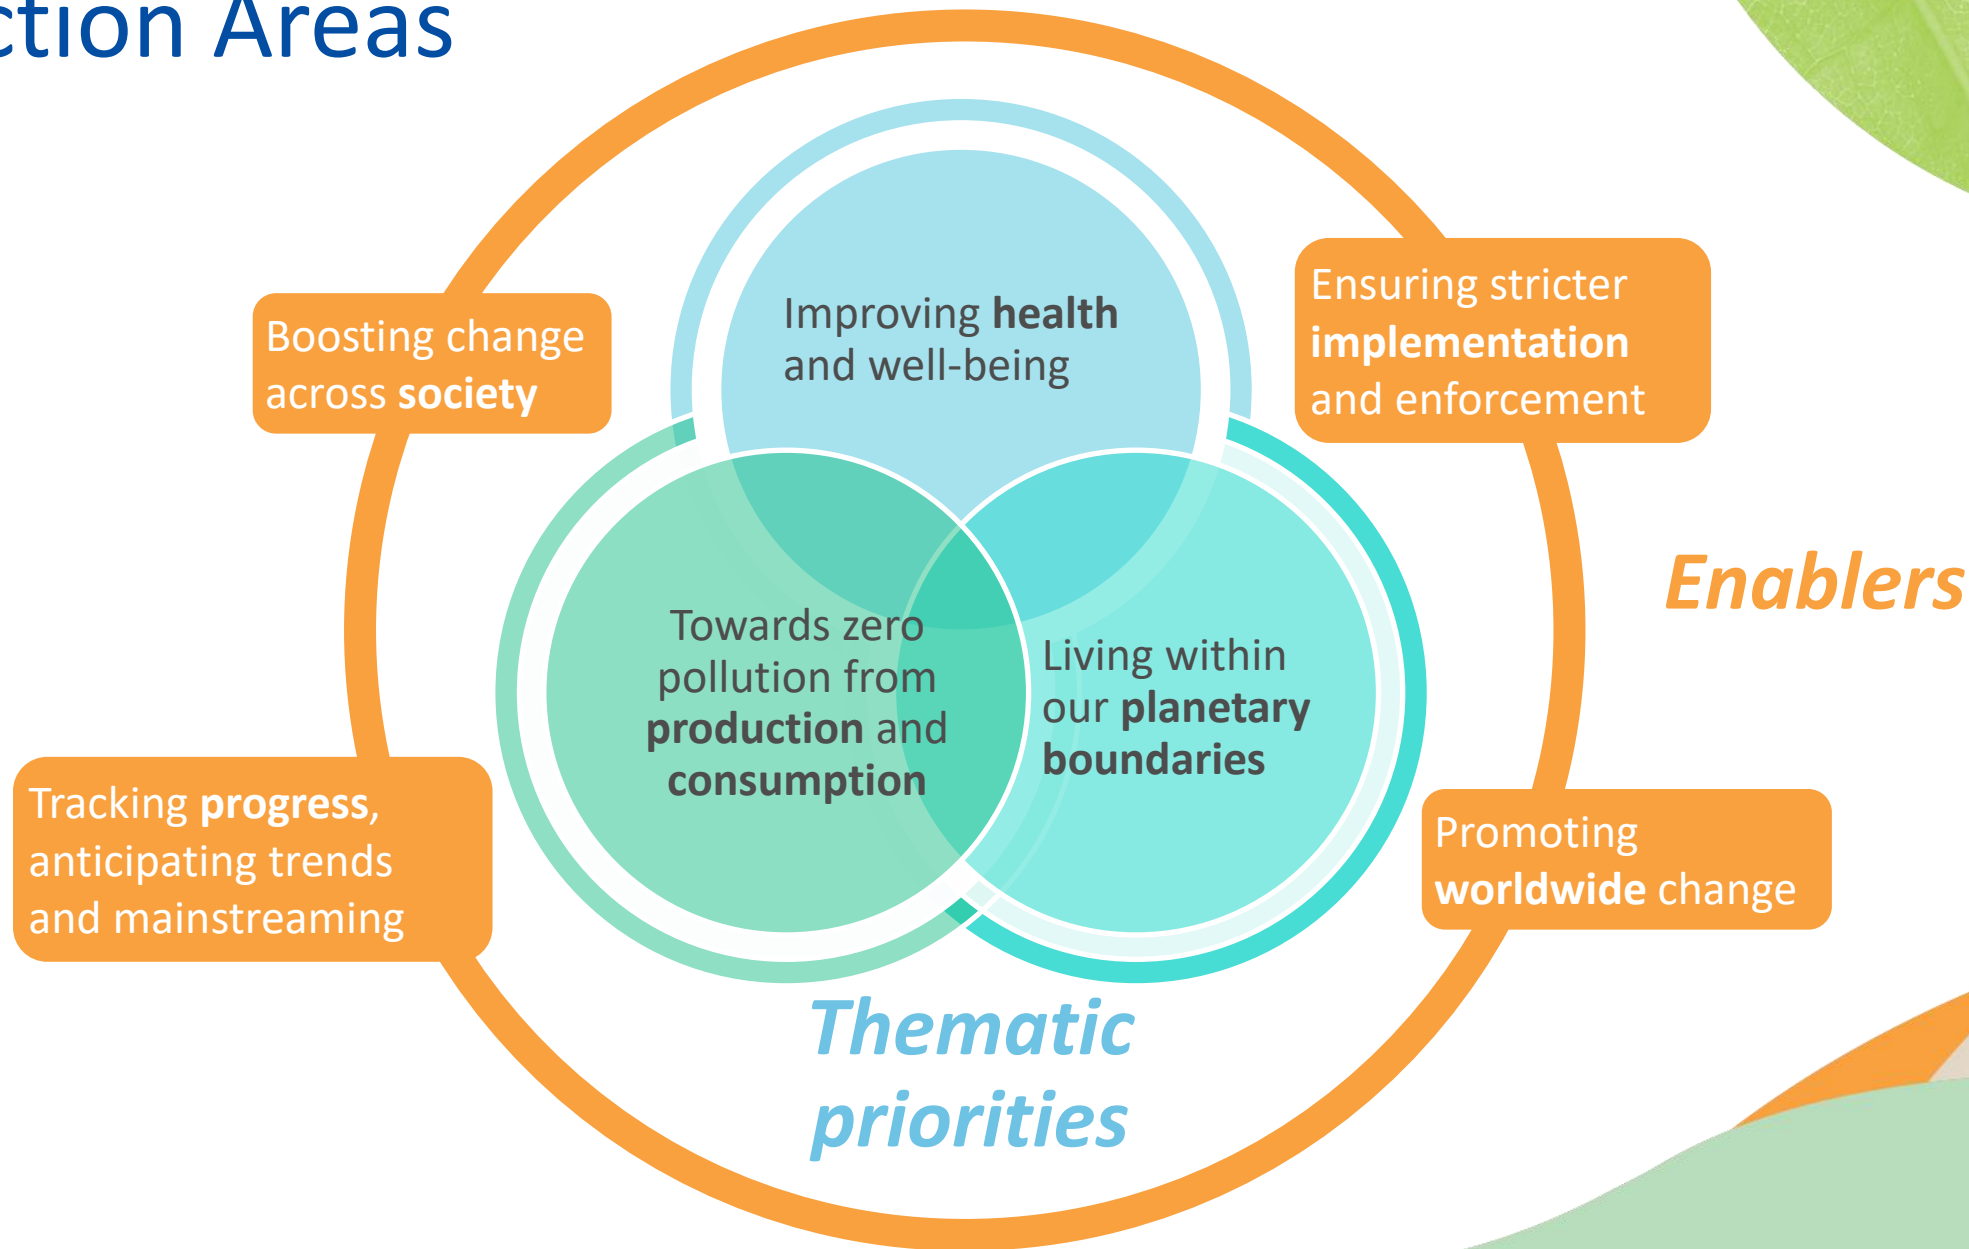 ction Areas
Improving health
and well-being
Boosting change
across society
Ensuring stricter
implementation
and enforcement
Enablers
Towards zero
pollution from
production and
consumption
Living within
our planetary
boundaries
Tracking progress,
anticipating trends
and mainstreaming
Promoting
worldwide change
Thematic
priorities